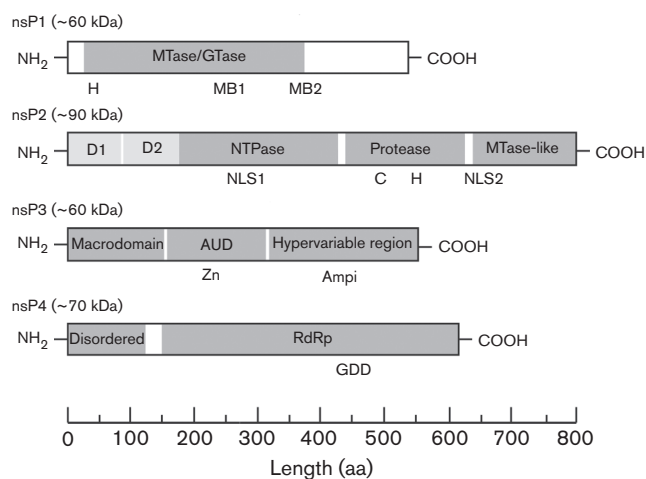 nsP1 (~60 kDa)
NH2 MTase/GTase COOH
H MB1 MB2
nsP2 (~90 kDa)
NH2 D1 D2 NTPase Protease MTase-like COOH
NLS1 C H NLS2
nsP3 (~60 kDa)
NH2 Macrodomain AUD Hypervariable region COOH
Zn Ampi
nsP4 (~70 kDa)
NH2 Disordered RdRp COOH
GDD
0 100 200 300 400 500 600 700 800
Length (aa)